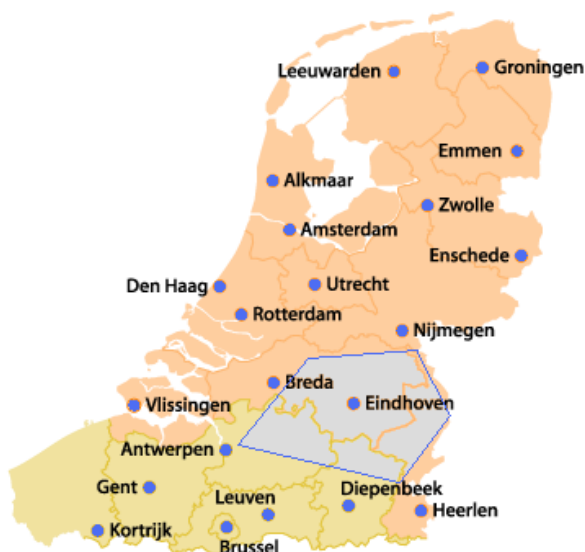 Leeuwarden
Groningen
Emmen
Alkmaar
Zwolle
Amsterdam
Enschede
Den Haag
Utrecht
Rotterdam
Nijmegen
Breda
Vlissingen
Eindhoven
Antwerpen
Gent
Leuven
Diepenbeek
Heerlen
Kortrijk
Brussel